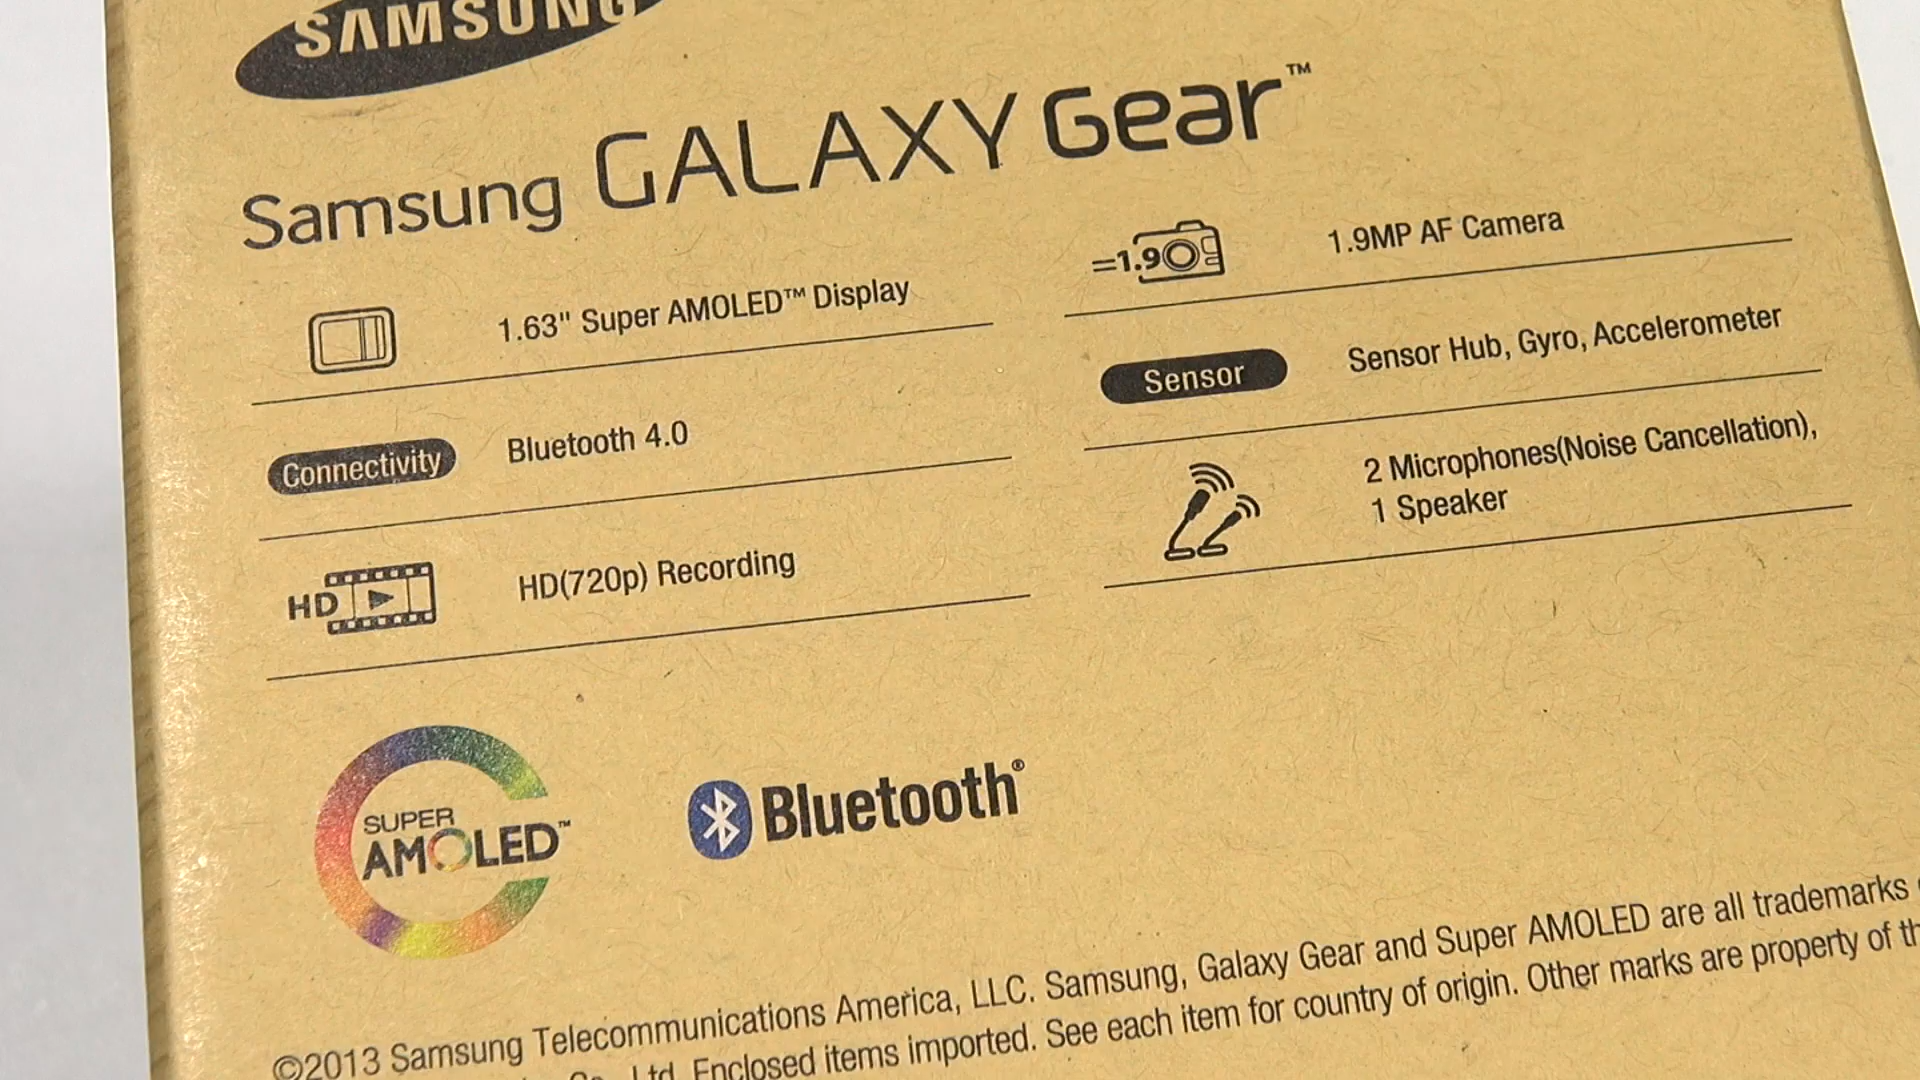 SAMSUNG
Samsung GALAXY Gear™
1.63" Super AMOLED™ Display
Connectivity Bluetooth 4.0
HD HD(720p) Recording
=1.9 1.9MP AF Camera
Sensor Sensor Hub, Gyro, Accelerometer
2 Microphones(Noise Cancellation),
1 Speaker
SUPER
AMOLED™
Bluetooth®
©2013 Samsung Telecommunications America, LLC. Samsung, Galaxy Gear and Super AMOLED are all trademarks
Ltd. Enclosed items imported. See each item for country of origin. Other marks are property of